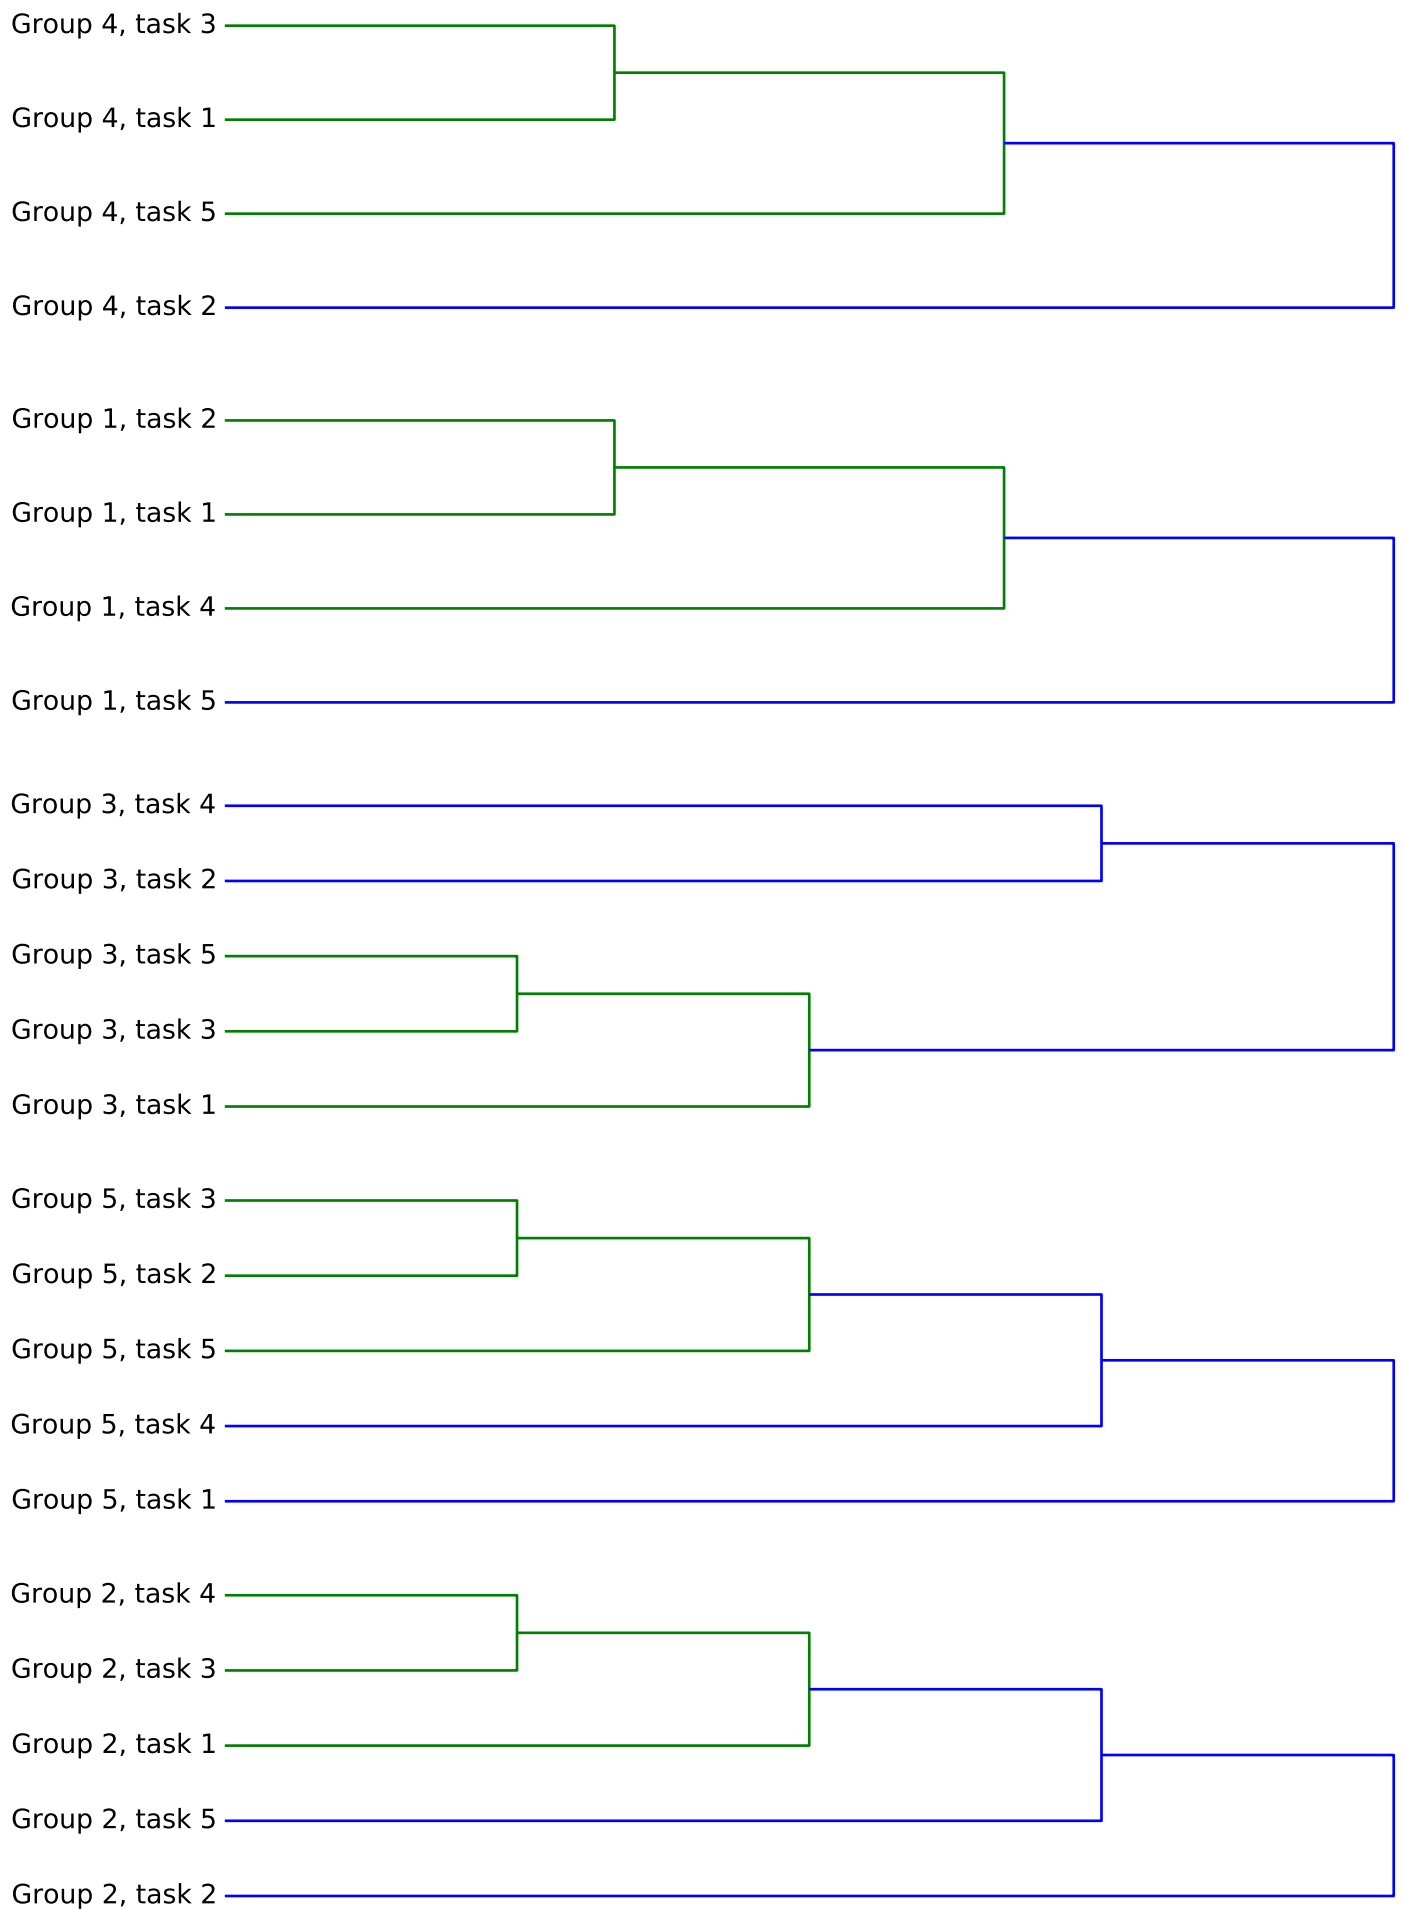 Group 4, task 3
Group 4, task 1
Group 4, task 5
Group 4, task 2
Group 1, task 2
Group 1, task 1
Group 1, task 4
Group 1, task 5
Group 3, task 4
Group 3, task 2
Group 3, task 5
Group 3, task 3
Group 3, task 1
Group 5, task 3
Group 5, task 2
Group 5, task 5
Group 5, task 4
Group 5, task 1
Group 2, task 4
Group 2, task 3
Group 2, task 1
Group 2, task 5
Group 2, task 2